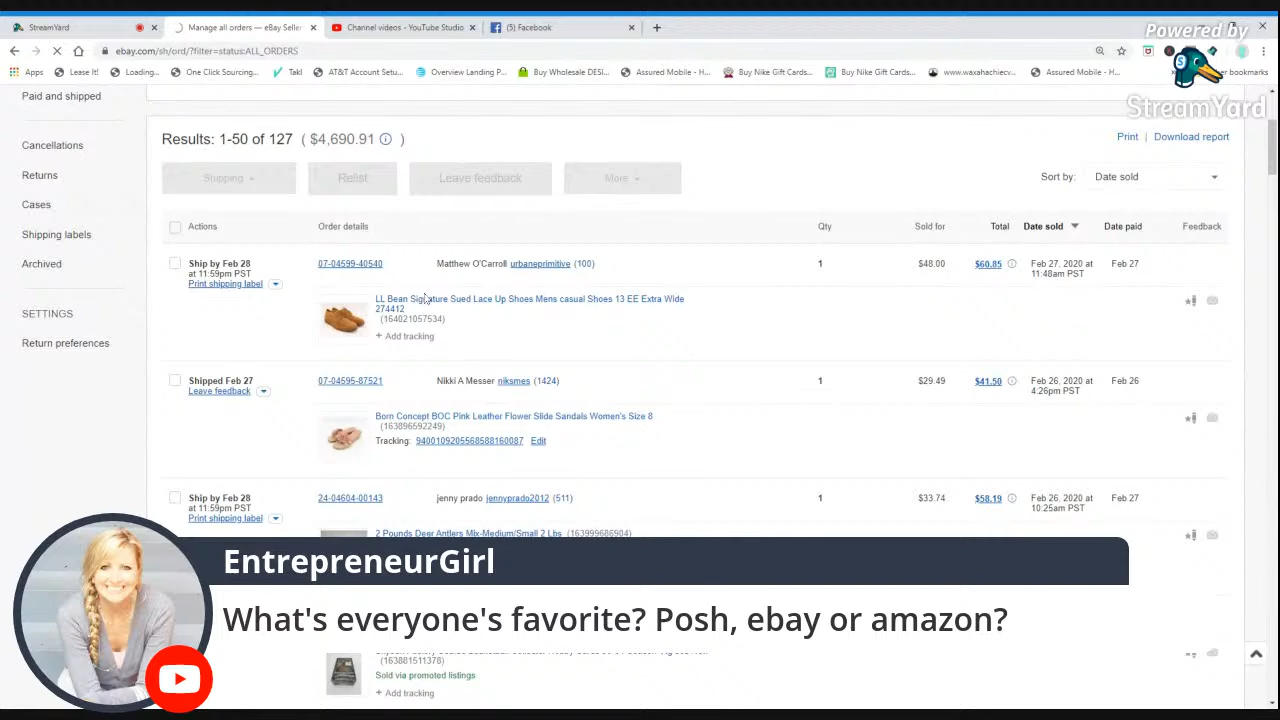 Powered by
StreamYard
StreamYard
Manage all orders — eBay Seller
Channel videos - YouTube Studio
(5) Facebook
ebay.com/sh/ord/?filter=status:ALL_ORDERS
Apps
Lease It!
Loading...
One Click Sourcing...
Takl
AT&T Account Setu...
Overview Landing P...
Buy Wholesale DESI...
Assured Mobile - H...
Buy Nike Gift Cards...
Buy Nike Gift Cards...
www.waxahachiecv...
Assured Mobile - H...
bookmarks
Paid and shipped
Cancellations
Returns
Cases
Shipping labels
Archived
SETTINGS
Return preferences
Results: 1-50 of 127 ( $4,690.91 )
Print | Download report
Shipping
Relist
Leave feedback
More
Sort by: Date sold
Actions Order details Qty Sold for Total Date sold Date paid Feedback
Ship by Feb 28
at 11:59pm PST
Print shipping label
07-04599-40540 Matthew O'Carroll urbaneprimitive (100) 1 $48.00 $60.85 Feb 27, 2020 at Feb 27
11:48am PST
LL Bean Signature Sued Lace Up Shoes Mens casual Shoes 13 EE Extra Wide
274412
(164021057534)
+ Add tracking
Shipped Feb 27
Leave feedback
07-04595-87521 Nikki A Messer niksmes (1424) 1 $29.49 $41.50 Feb 26, 2020 at Feb 26
4:26pm PST
Born Concept BOC Pink Leather Flower Slide Sandals Women's Size 8
(163896592249)
Tracking: 9400109205568588160087 Edit
Ship by Feb 28
at 11:59pm PST
Print shipping label
24-04604-00143 jenny prado jennyprado2012 (511) 1 $33.74 $58.19 Feb 26, 2020 at Feb 27
10:25am PST
2 Pounds Deer Antlers Mix-Medium/Small 2 Lbs (163999686904)
EntrepreneurGirl
What's everyone's favorite? Posh, ebay or amazon?
(163881511378)
Sold via promoted listings
+ Add tracking